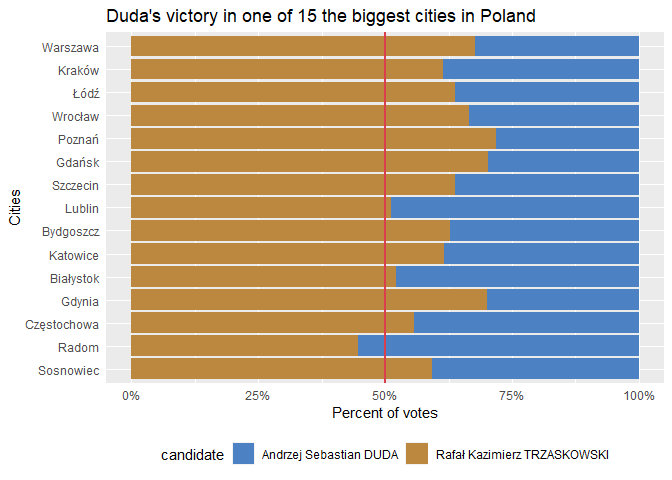 Duda's victory in one of 15 the biggest cities in Poland
Cities
Warszawa
Kraków
Łódź
Wrocław
Poznań
Gdańsk
Szczecin
Lublin
Bydgoszcz
Katowice
Białystok
Gdynia
Częstochowa
Radom
Sosnowiec
0% 25% 50% 75% 100%
Percent of votes
candidate Andrzej Sebastian DUDA Rafał Kazimierz TRZASKOWSKI